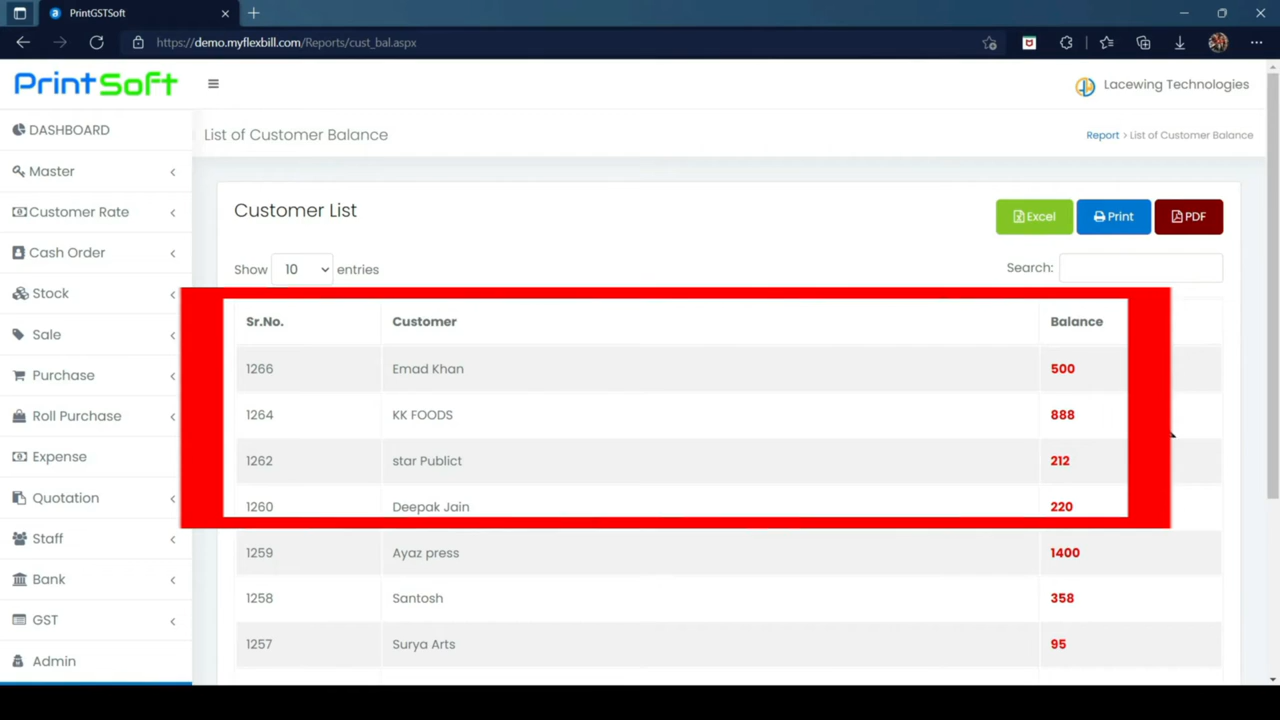 PrintGSTSoft
https://demo.myflexbill.com/Reports/cust_bal.aspx
PrintSoft
Lacewing Technologies
DASHBOARD
List of Customer Balance
Report > List of Customer Balance
Master
Customer Rate
Cash Order
Stock
Sale
Purchase
Roll Purchase
Expense
Quotation
Staff
Bank
GST
Admin
Customer List
Excel
Print
PDF
Show 10 entries
Search:
Sr.No. Customer Balance
1266 Emad Khan 500
1264 KK FOODS 888
1262 star Publict 212
1260 Deepak Jain 220
1259 Ayaz press 1400
1258 Santosh 358
1257 Surya Arts 95